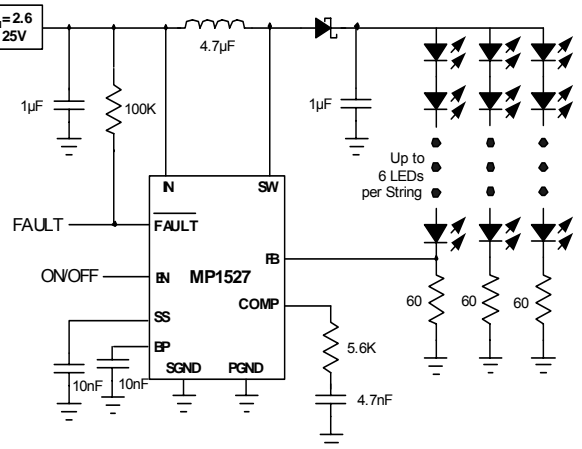 = 2.6
25V
4.7µF
1µF
100K
1µF
IN
SW
Up to
6 LEDs
per String
FAULT
FAULT
FB
ON/OFF
EN
MP1527
COMP
SS
BP
60
60
60
5.6K
SGND
PGND
10nF
10nF
4.7nF